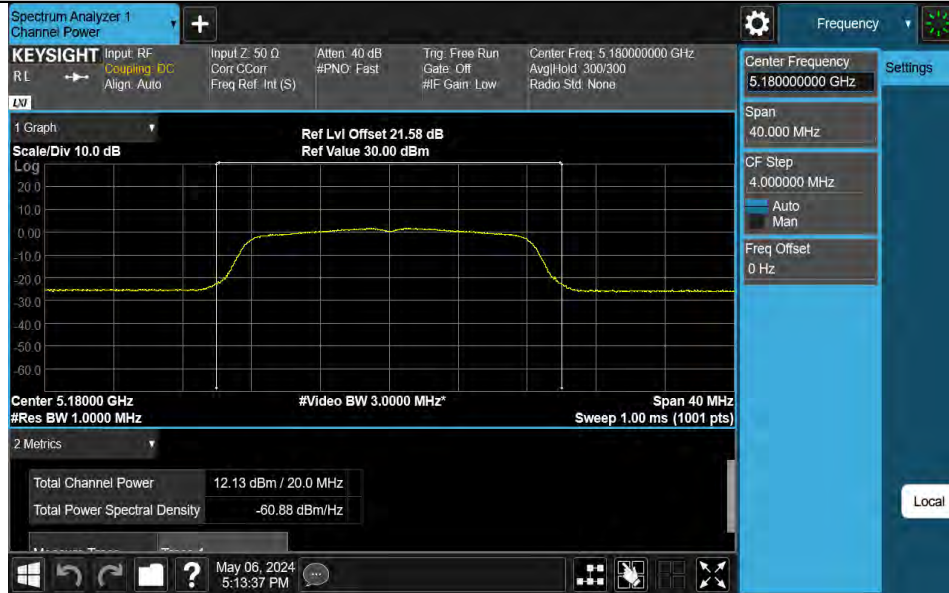 Spectrum Analyzer 1
Channel Power
Frequency
KEYSIGHT
RL
LXI
Input: RF
Coupling: DC
Align: Auto
Input Z: 50 Ω
Corr CCorr
Freq Ref: Int (S)
Atten: 40 dB
#PNO: Fast
Trig: Free Run
Gate: Off
#IF Gain: Low
Center Freq: 5.180000000 GHz
Avg|Hold: 300/300
Radio Std: None
Center Frequency
5.180000000 GHz
Settings
Span
40.000 MHz
CF Step
4.000000 MHz
Auto
Man
Freq Offset
0 Hz
Local
1 Graph
Scale/Div 10.0 dB
Ref Lvl Offset 21.58 dB
Ref Value 30.00 dBm
Log
20.0
10.0
0.00
-10.0
-20.0
-30.0
-40.0
-50.0
-60.0
Center 5.18000 GHz
#Video BW 3.0000 MHz*
Span 40 MHz
#Res BW 1.0000 MHz
Sweep 1.00 ms (1001 pts)
2 Metrics
Total Channel Power 12.13 dBm / 20.0 MHz
Total Power Spectral Density -60.88 dBm/Hz
?
May 06, 2024
5:13:37 PM